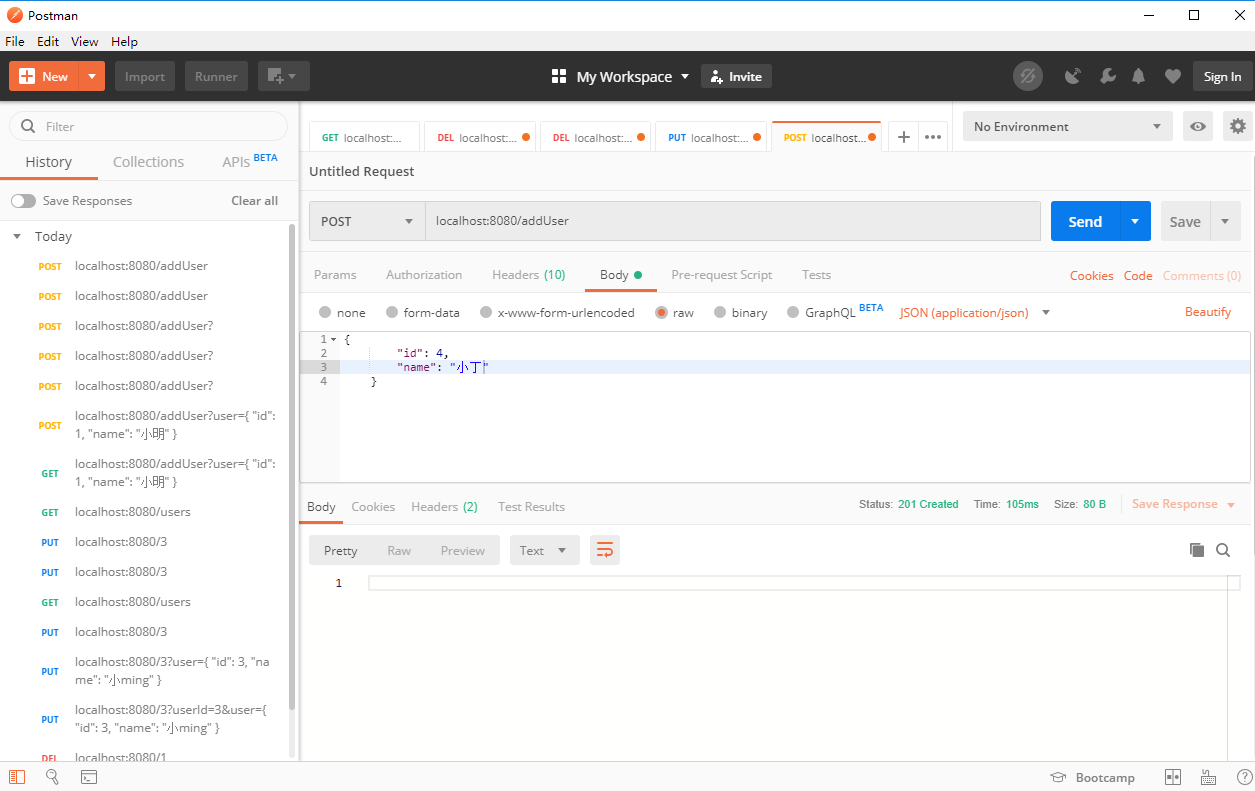 Postman
File Edit View Help
New Import Runner My Workspace Invite Sign In
Filter
History Collections APIs BETA
Save Responses Clear all
Today
POST localhost:8080/addUser
POST localhost:8080/addUser
POST localhost:8080/addUser?
POST localhost:8080/addUser?
POST localhost:8080/addUser?
POST localhost:8080/addUser?user={ "id":
1, "name": "小明" }
GET localhost:8080/addUser?user={ "id":
1, "name": "小明" }
GET localhost:8080/users
PUT localhost:8080/3
PUT localhost:8080/3
GET localhost:8080/users
PUT localhost:8080/3
PUT localhost:8080/3?user={ "id": 3, "na
me": "小ming" }
PUT localhost:8080/3?userId=3&user={
"id": 3, "name": "小ming" }
DEL localhost:8080/1
GET localhost:...
DEL localhost:...
DEL localhost:...
PUT localhost:...
POST localhost...
No Environment
Untitled Request
POST localhost:8080/addUser Send Save
Params Authorization Headers (10) Body Pre-request Script Tests Cookies Code Comments (0)
none form-data x-www-form-urlencoded raw binary GraphQL BETA JSON (application/json) Beautify
1 {
2 "id": 4,
3 "name": "小丁"
4 }
Body Cookies Headers (2) Test Results Status: 201 Created Time: 105ms Size: 80 B Save Response
Pretty Raw Preview Text
1
Bootcamp